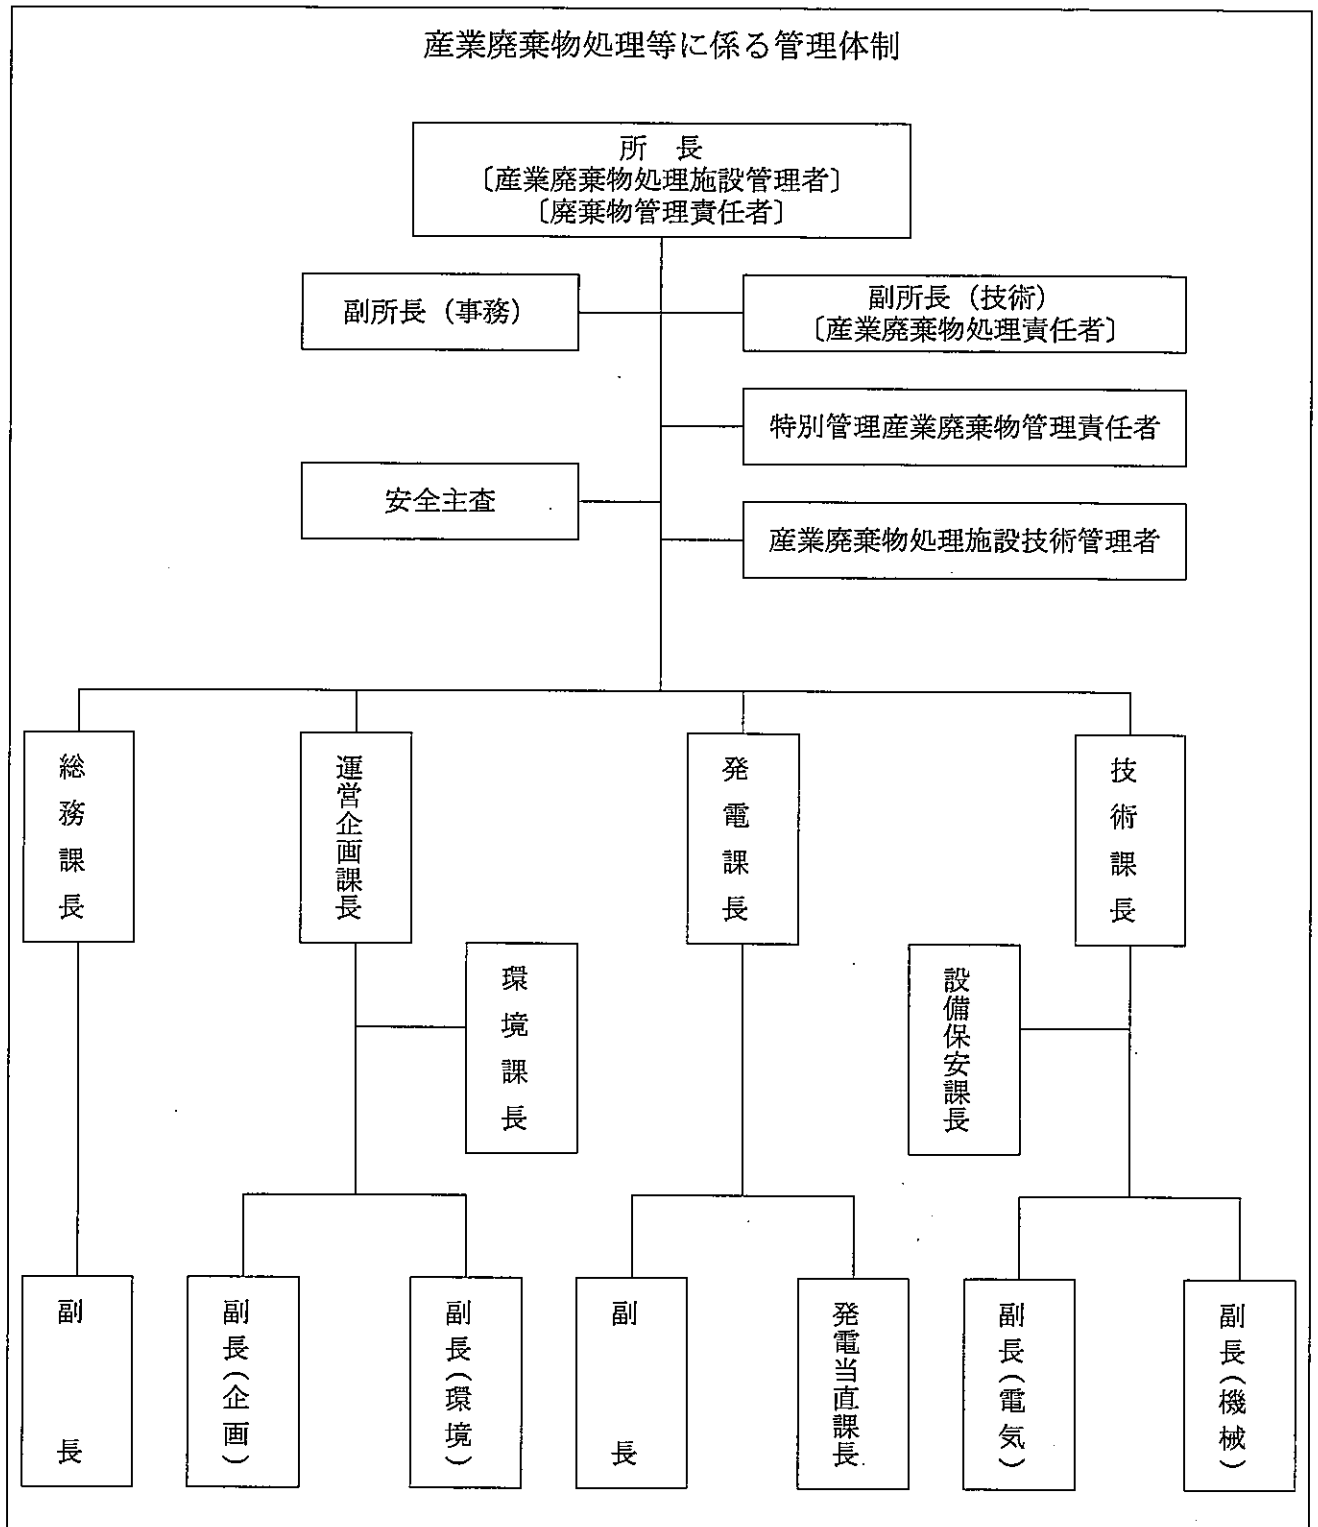 産業廃棄物処理等に係る管理体制
所　長
〔産業廃棄物処理施設管理者〕
〔廃棄物管理責任者〕
副所長（事務）
副所長（技術）
〔産業廃棄物処理責任者〕
特別管理産業廃棄物管理責任者
安全主査
産業廃棄物処理施設技術管理者
総務課長
運営企画課長
発電課長
技術課長
環境課長
設備保安課長
副長
副長（企画）
副長（環境）
副長
発電当直課長
副長（電気）
副長（機械）